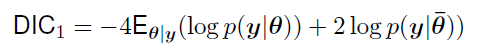 DIC₁ = −4E_{θ|y}(log p(y|θ)) + 2 log p(y|θ̄))